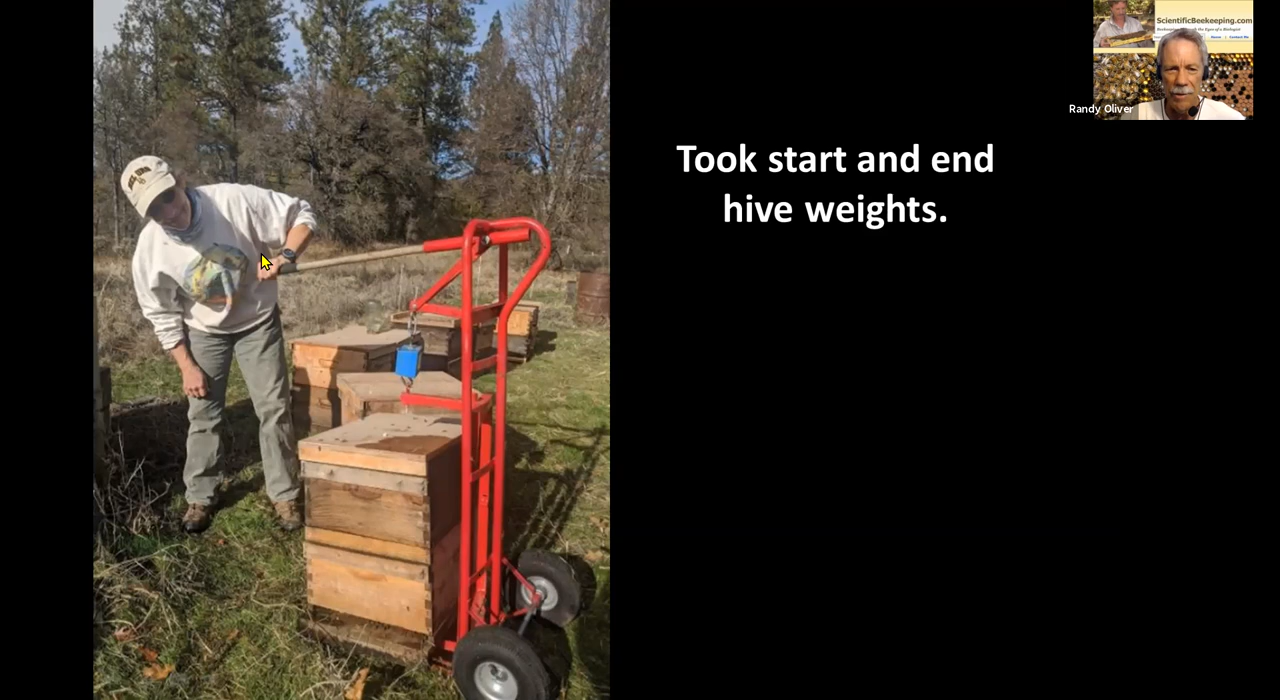 Took start and end
hive weights.
ScientificBeekeeping.com
Randy Oliver